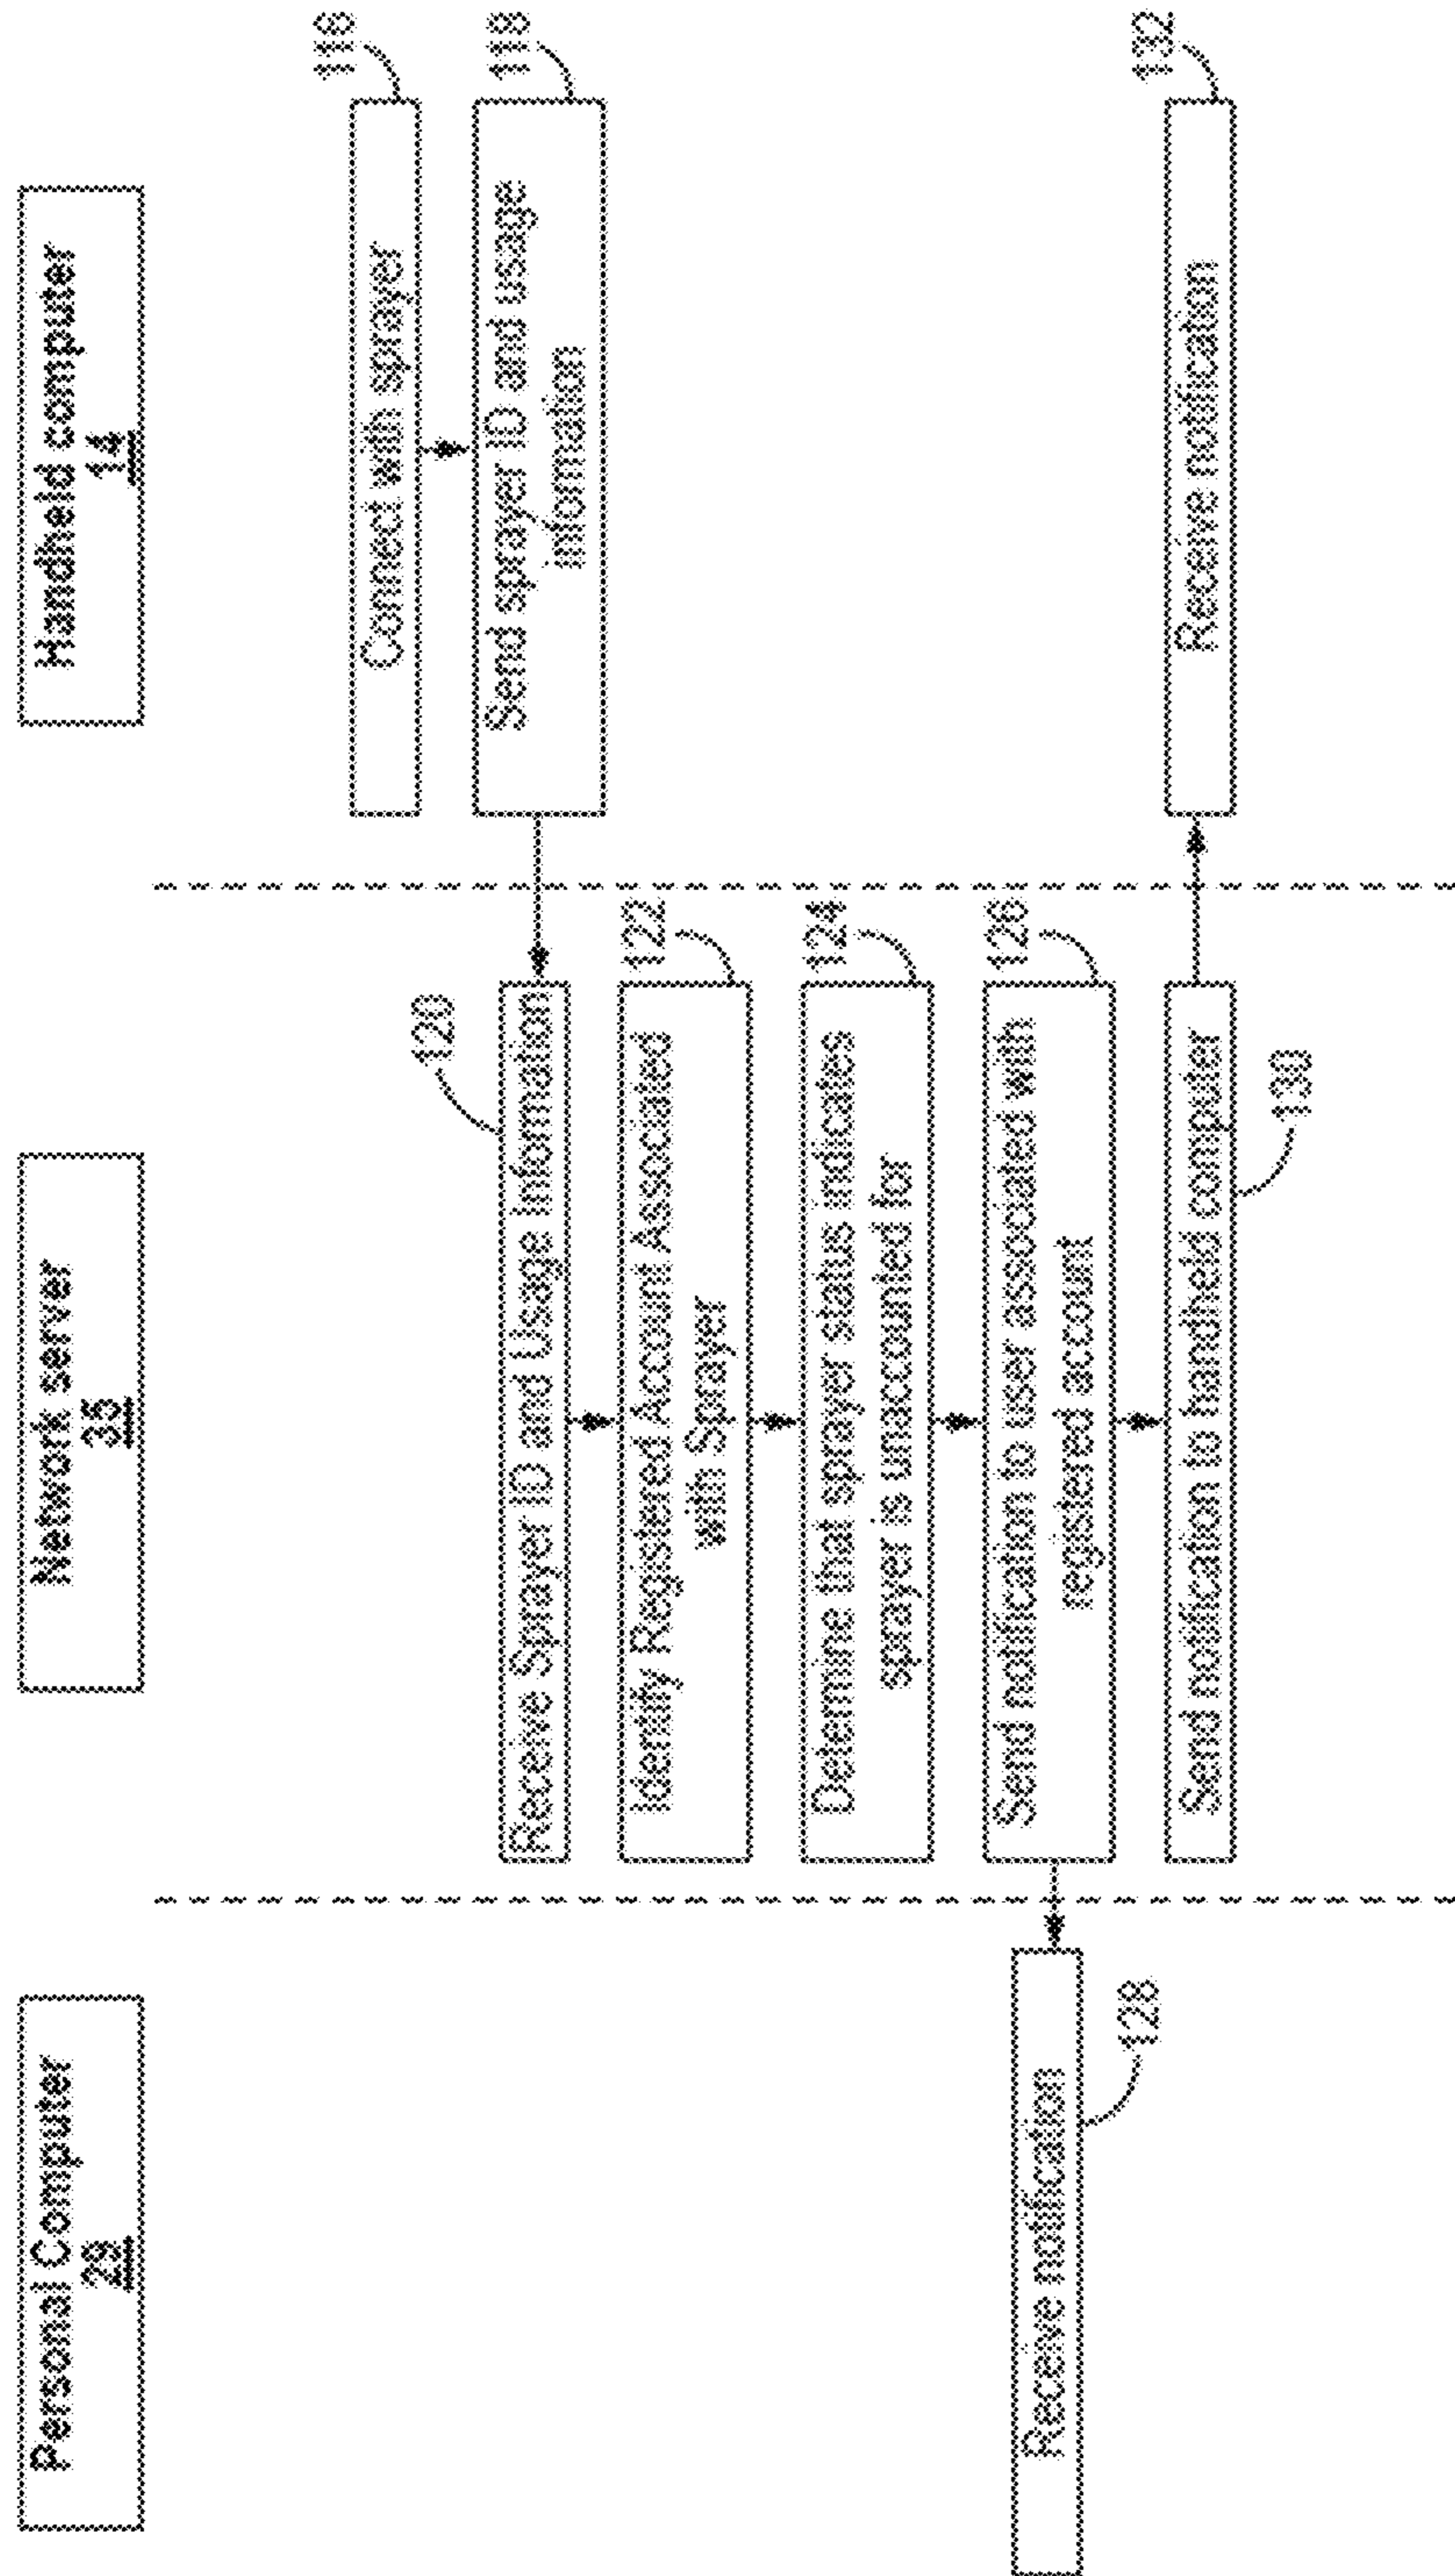 Personal Computer
29
Network server
35
Handheld computer
14
Connect with sprayer
116
Send sprayer ID and usage
information
118
120
Receive Sprayer ID and Usage Information
Identify Registered Account Associated
with Sprayer
122
Determine that sprayer status indicates
sprayer is unaccounted for
124
Send notification to user associated with
registered account
126
Receive notification
128
Send notification to handheld computer
130
Receive notification
132